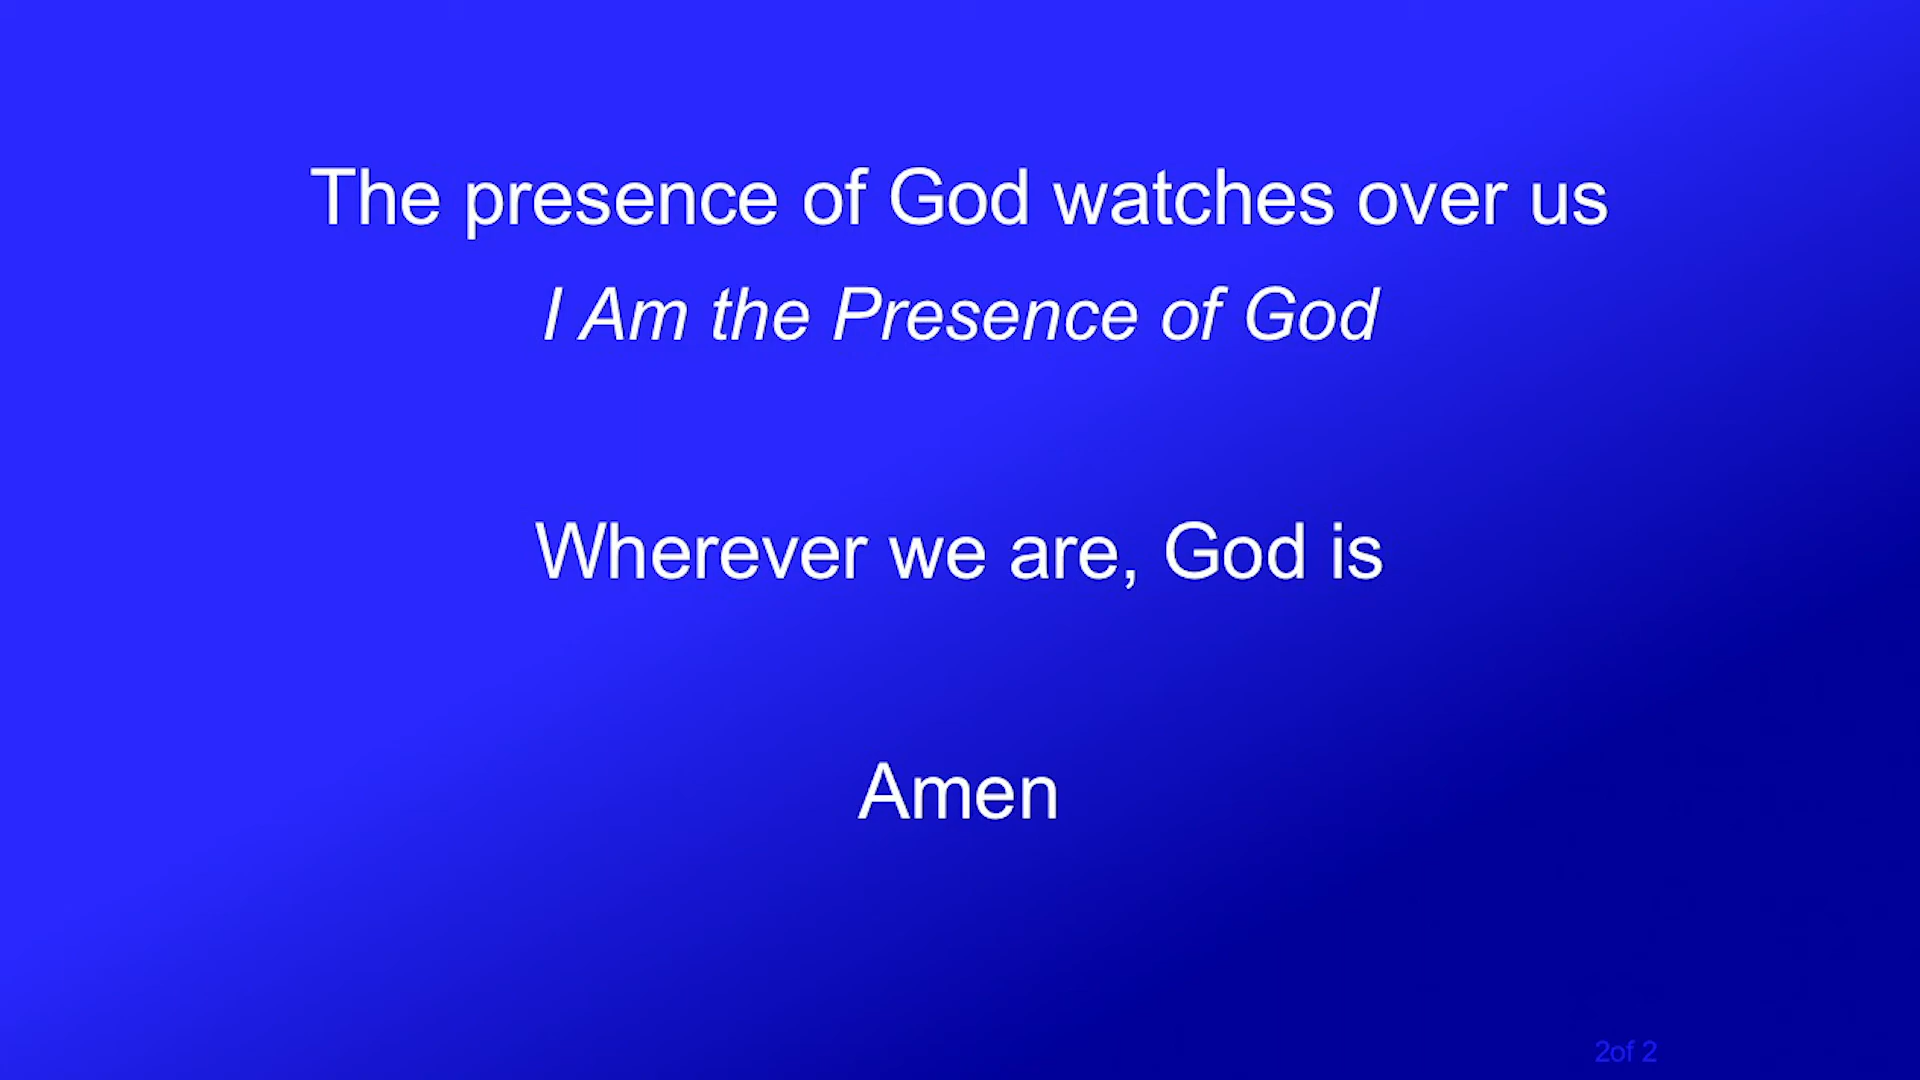 The presence of God watches over us
I Am the Presence of God
Wherever we are, God is
Amen
2of 2